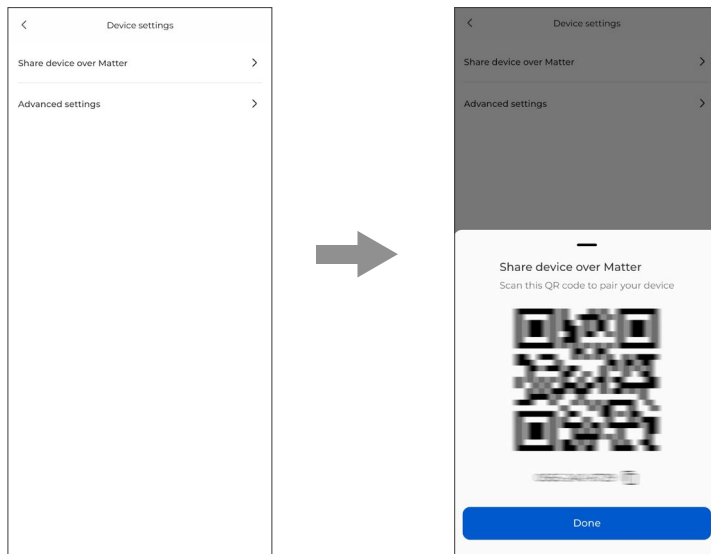 Device settings
Share device over Matter
Advanced settings
Device settings
Share device over Matter
Advanced settings
Share device over Matter
Scan this QR code to pair your device
Done